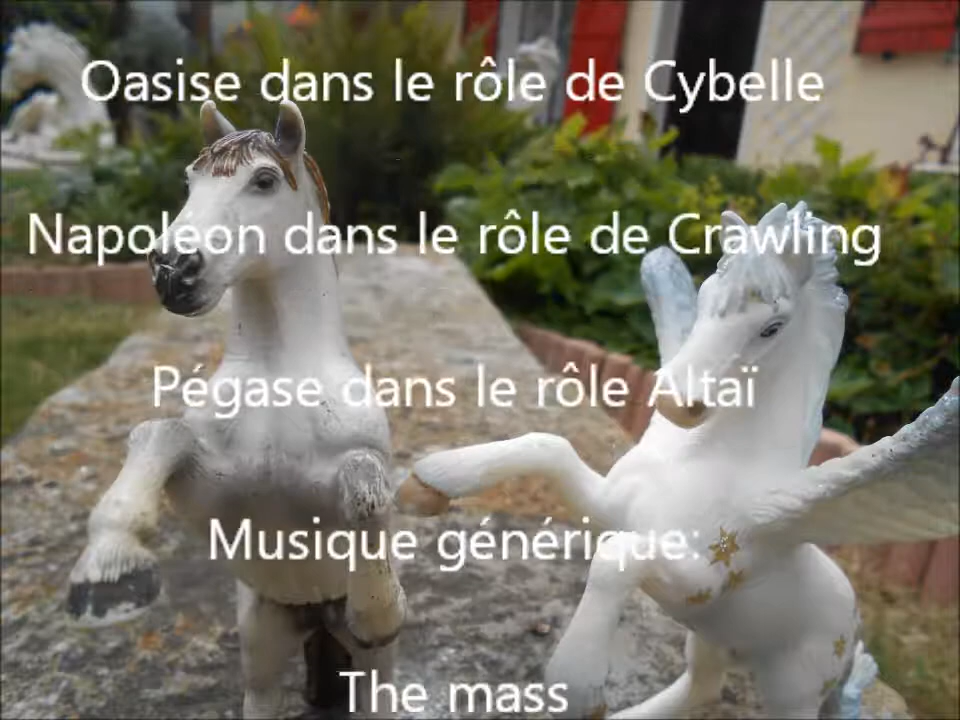 Oasise dans le rôle de Cybelle
Napoléon dans le rôle de Crawling
Pégase dans le rôle Altaï
Musique générique:
The mass